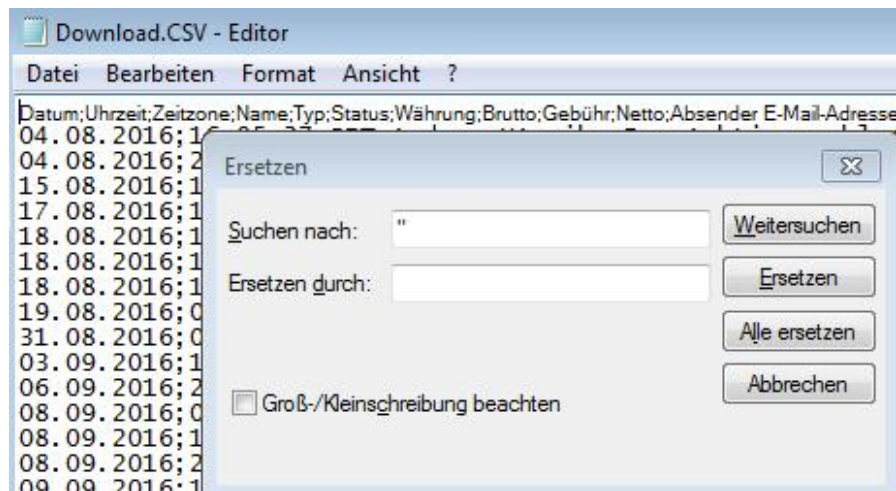 Download.CSV - Editor
Datei Bearbeiten Format Ansicht ?
Datum;Uhrzeit;Zeitzone;Name;Typ;Status;Währung;Brutto;Gebühr;Netto;Absender E-Mail-Adresse
04.08.2016;1
04.08.2016;2
15.08.2016;1
17.08.2016;1
18.08.2016;1
18.08.2016;1
18.08.2016;1
19.08.2016;0
31.08.2016;0
03.09.2016;1
06.09.2016;2
08.09.2016;0
08.09.2016;1
08.09.2016;2
09.09.2016;1
Ersetzen
Suchen nach: "
Weitersuchen
Ersetzen durch:
Ersetzen
Alle ersetzen
Abbrechen
Groß-/Kleinschreibung beachten